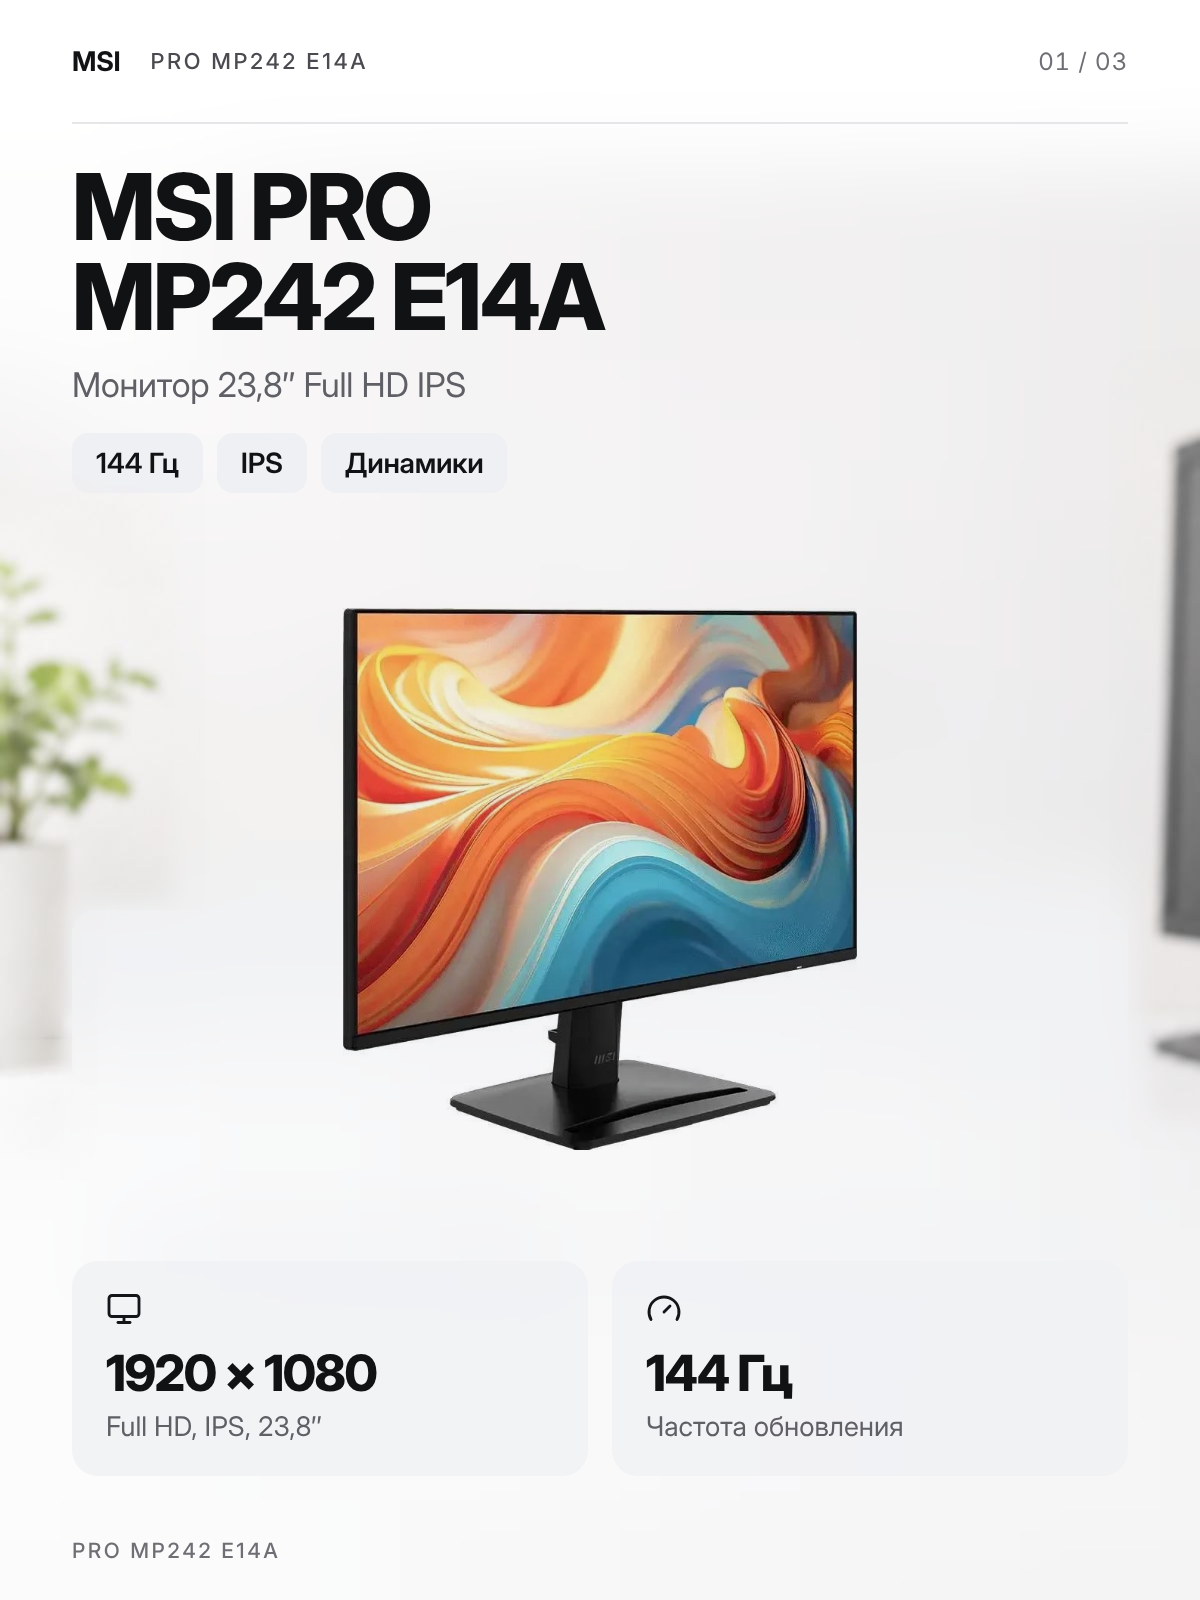 MSI PRO MP242 E14A 01 / 03
MSI PRO
MP242 E14A
Монитор 23,8″ Full HD IPS
144 Гц IPS Динамики
msi
1920 × 1080
Full HD, IPS, 23,8″
144 Гц
Частота обновления
PRO MP242 E14A